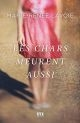 MARIE-RENÉE LAVOIE
LES CHARS
MEURENT
AUSSI